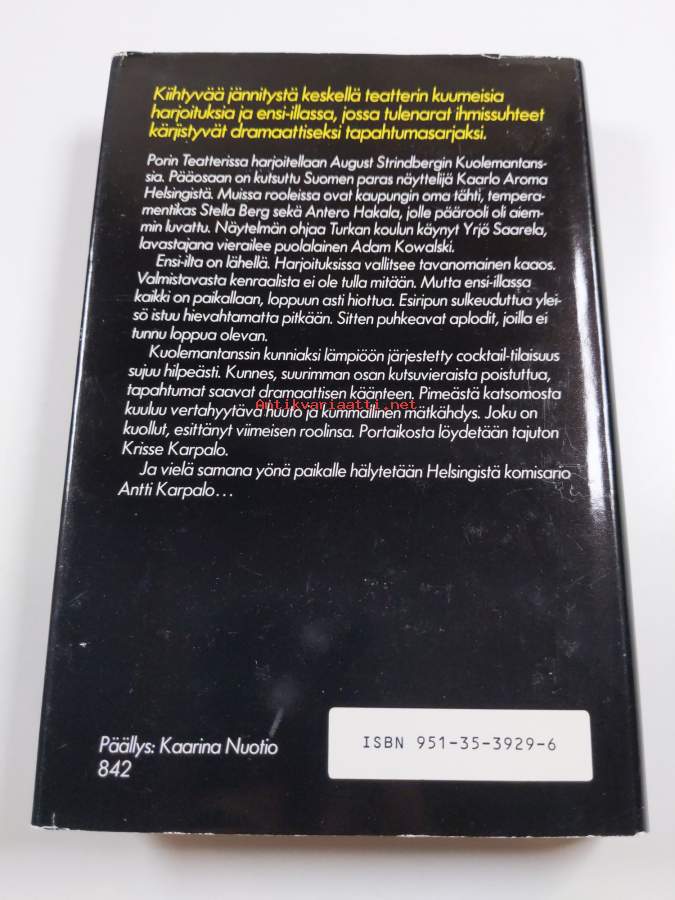 Kiihtyvää jännitystä keskellä teatterin kuumeisia
harjoituksia ja ensi-illassa, jossa tulenarat ihmissuhteet
kärjistyvät dramaattiseksi tapahtumasarjaksi.
Porin Teatterissa harjoitellaan August Strindbergin Kuolemantans-
sia. Pääosaan on kutsuttu Suomen paras näyttelijä Kaarlo Aroma
Helsingistä. Muissa rooleissa ovat kaupungin oma tähti, tempera-
mentikas Stella Berg sekä Antero Hakala, jolle päärooli oli aiem-
min luvattu. Näytelmän ohjaa Turkan koulun käynyt Yrjö Saarela,
lavastajana vierailee puolalainen Adam Kowalski.
Ensi-ilta on lähellä. Harjoituksissa vallitsee tavanomainen kaaos.
Valmistavasta kenraalista ei ole tulla mitään. Mutta ensi-illassa
kaikki on paikallaan, loppuun asti hiottua. Esiripun sulkeuduttua ylei-
sö istuu hievahtamatta pitkään. Sitten puhkeavat aplodit, joilla ei
tunnu loppua olevan.
Kuolemantanssin kunniaksi lämpiöön järjestetty cocktail-tilaisuus
sujuu hilpeästi. Kunnes, suurimman osan kutsuvieraista poistuttua,
tapahtumat saavat dramaattisen käänteen. Pimeästä katsomosta
Antikvariaatti.net
kuuluu vertahyytävä huuto ja kummallinen mätkähdys. Joku on
kuollut, esittänyt viimeisen roolinsa. Portaikosta löydetään tajuton
Krisse Karpalo.
Ja vielä samana yönä paikalle hälytetään Helsingistä komisario
Antti Karpalo...
Päällys: Kaarina Nuotio
842
ISBN 951-35-3929-6